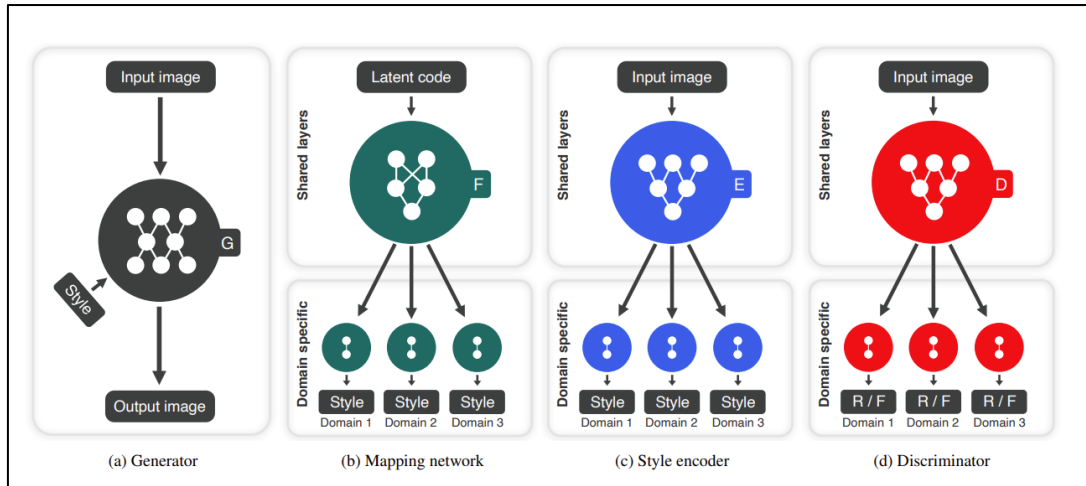 Input image
G
Style
Output image
(a) Generator
Shared layers
Latent code
F
Domain specific
Style Style Style
Domain 1 Domain 2 Domain 3
(b) Mapping network
Shared layers
Input image
E
Domain specific
Style Style Style
Domain 1 Domain 2 Domain 3
(c) Style encoder
Shared layers
Input image
D
Domain specific
R / F R / F R / F
Domain 1 Domain 2 Domain 3
(d) Discriminator